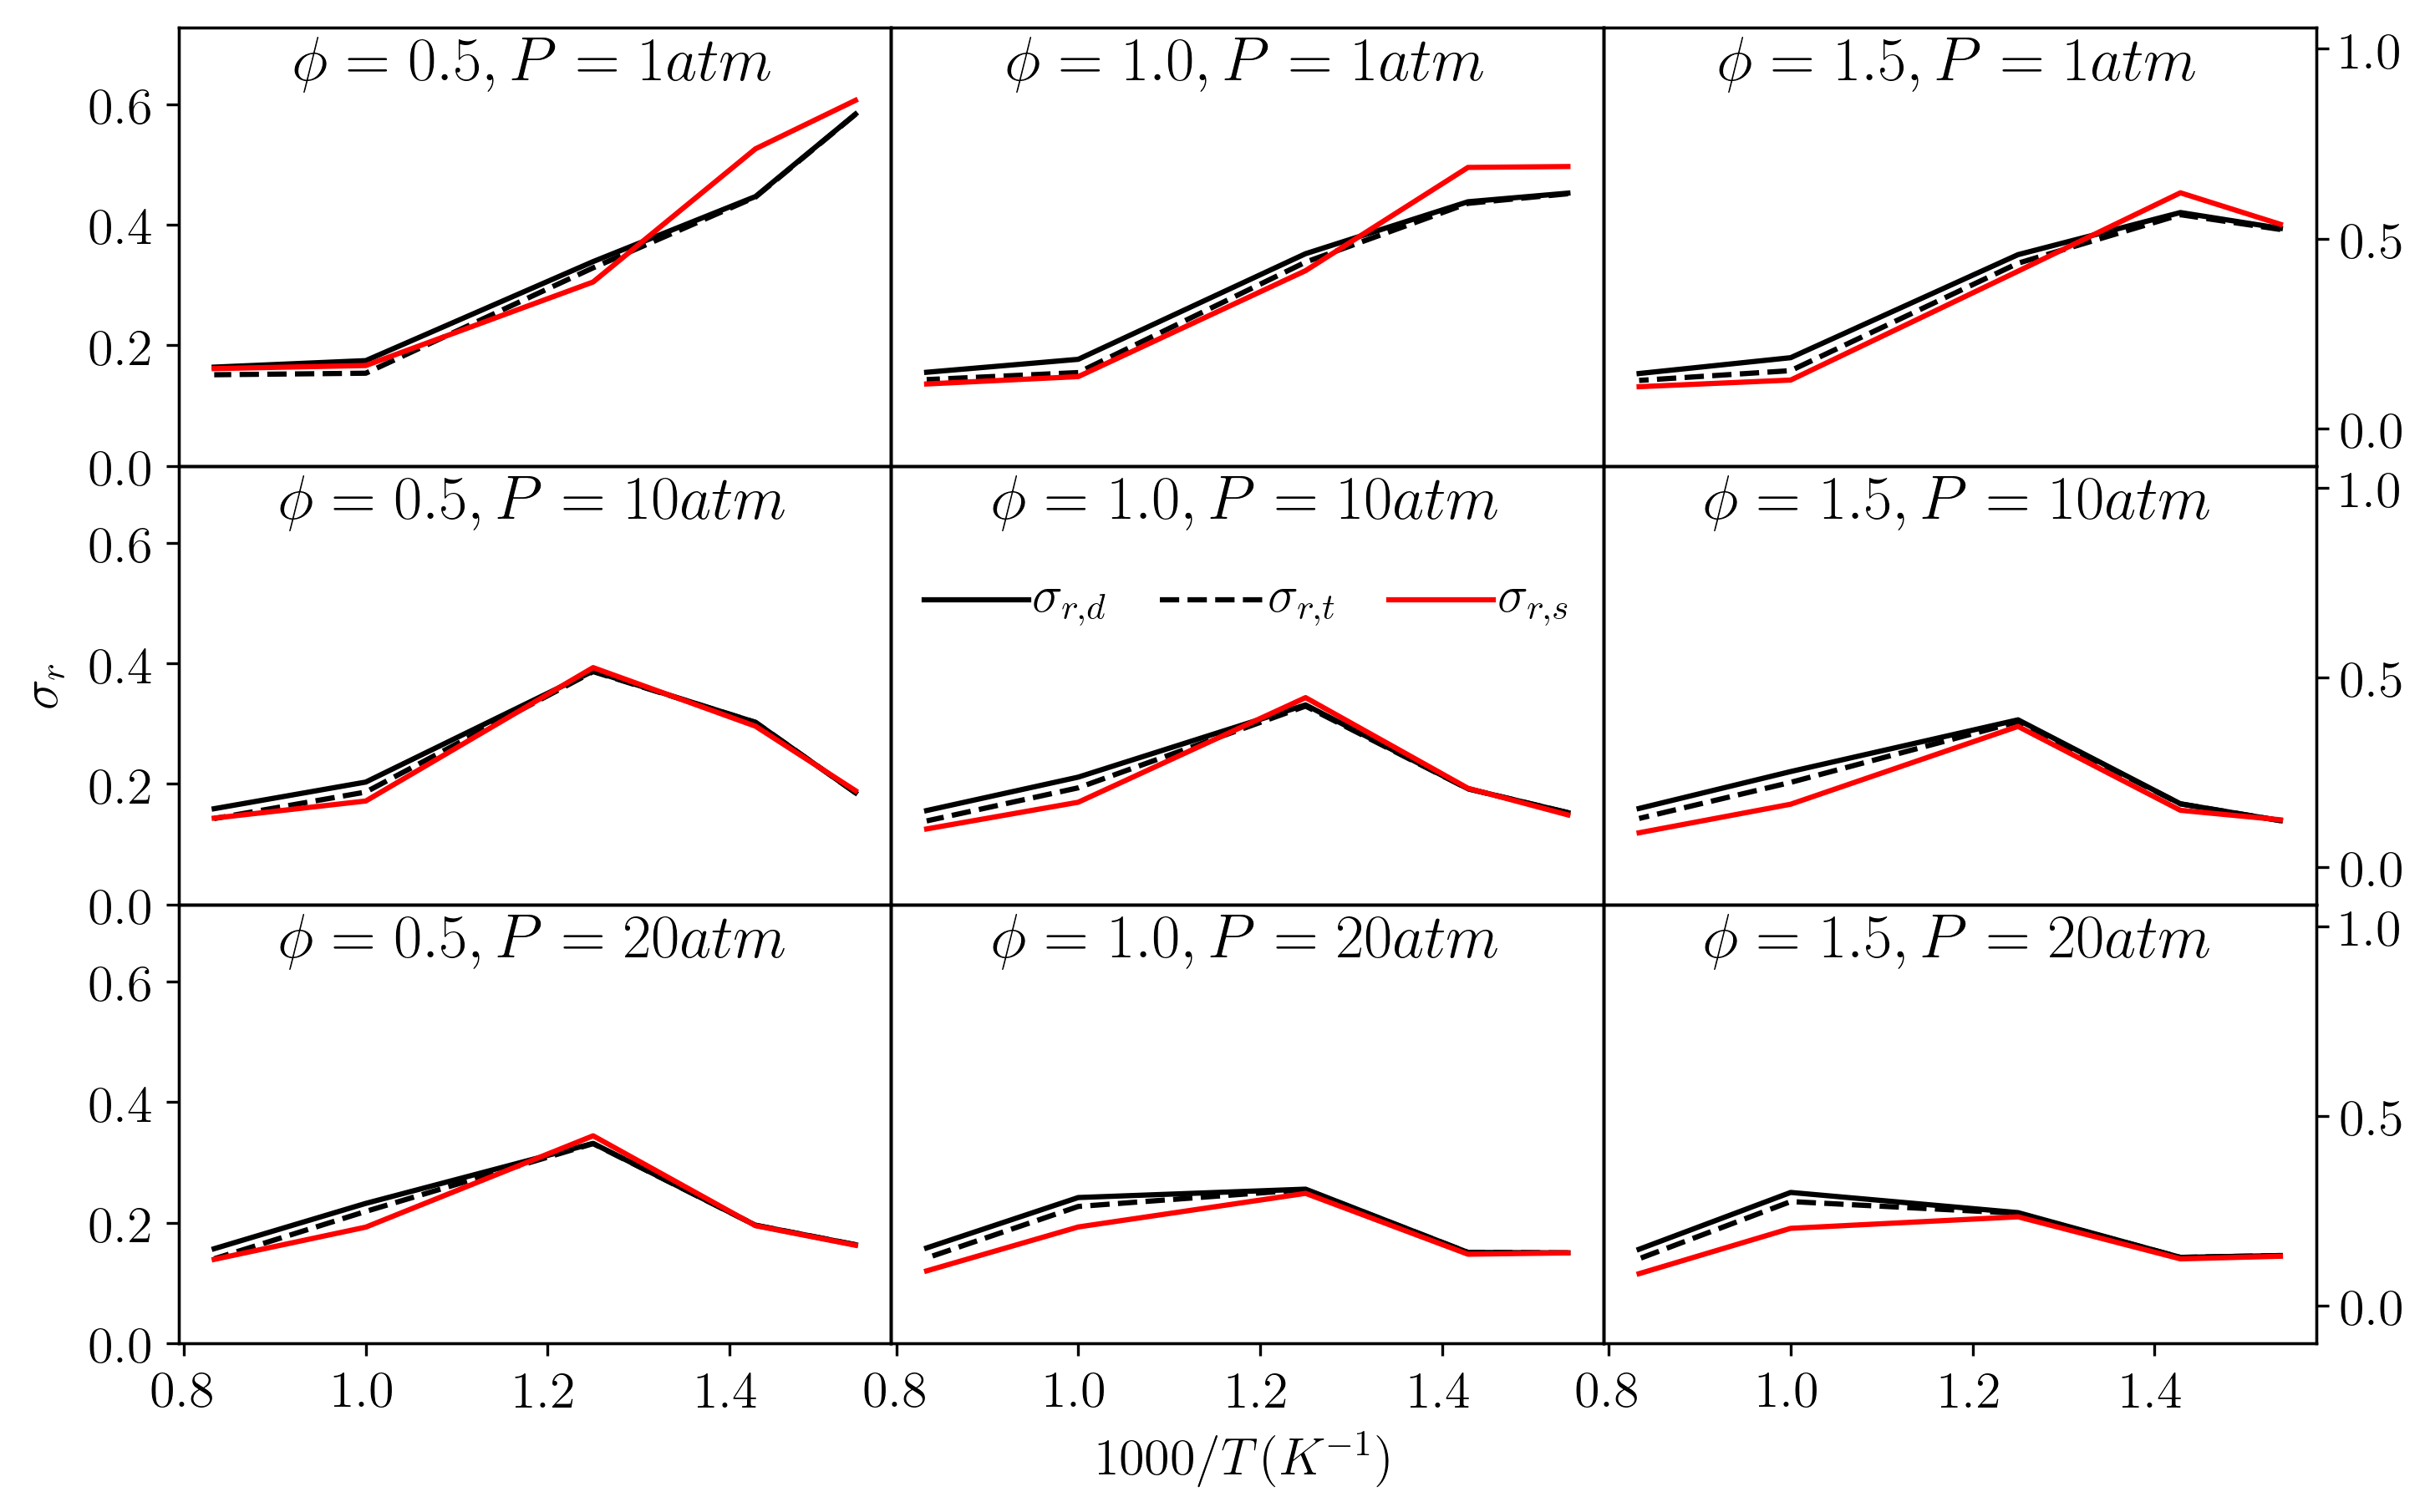 ϕ = 0.5, P = 1atm
ϕ = 1.0, P = 1atm
ϕ = 1.5, P = 1atm
0.6
0.4
0.2
0.0
1.0
0.5
0.0
ϕ = 0.5, P = 10atm
ϕ = 1.0, P = 10atm
ϕ = 1.5, P = 10atm
σr,d σr,t σr,s
0.6
0.4
0.2
0.0
1.0
0.5
0.0
σr
ϕ = 0.5, P = 20atm
ϕ = 1.0, P = 20atm
ϕ = 1.5, P = 20atm
0.6
0.4
0.2
0.0
1.0
0.5
0.0
0.8 1.0 1.2 1.4 0.8 1.0 1.2 1.4 0.8 1.0 1.2 1.4
1000/T(K⁻¹)